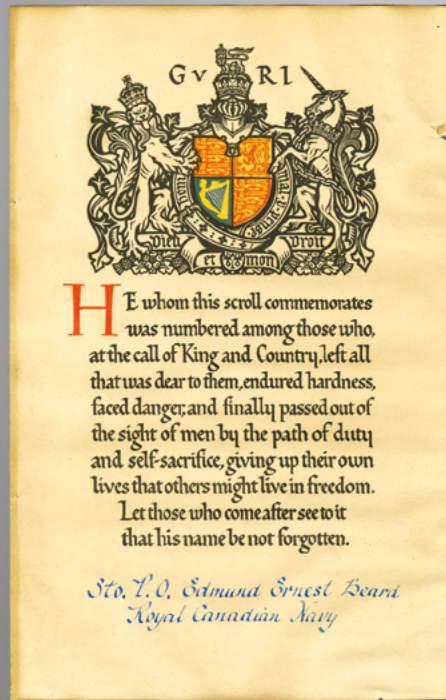 G v RI
Dieu et mon Droit
HE whom this scroll commemorates
was numbered among those who,
at the call of King and Country, left all
that was dear to them, endured hardness,
faced danger, and finally passed out of
the sight of men by the path of duty
and self-sacrifice, giving up their own
lives that others might live in freedom.
Let those who come after see to it
that his name be not forgotten.
Sto. P.O. Edmund Ernest Beard
Royal Canadian Navy